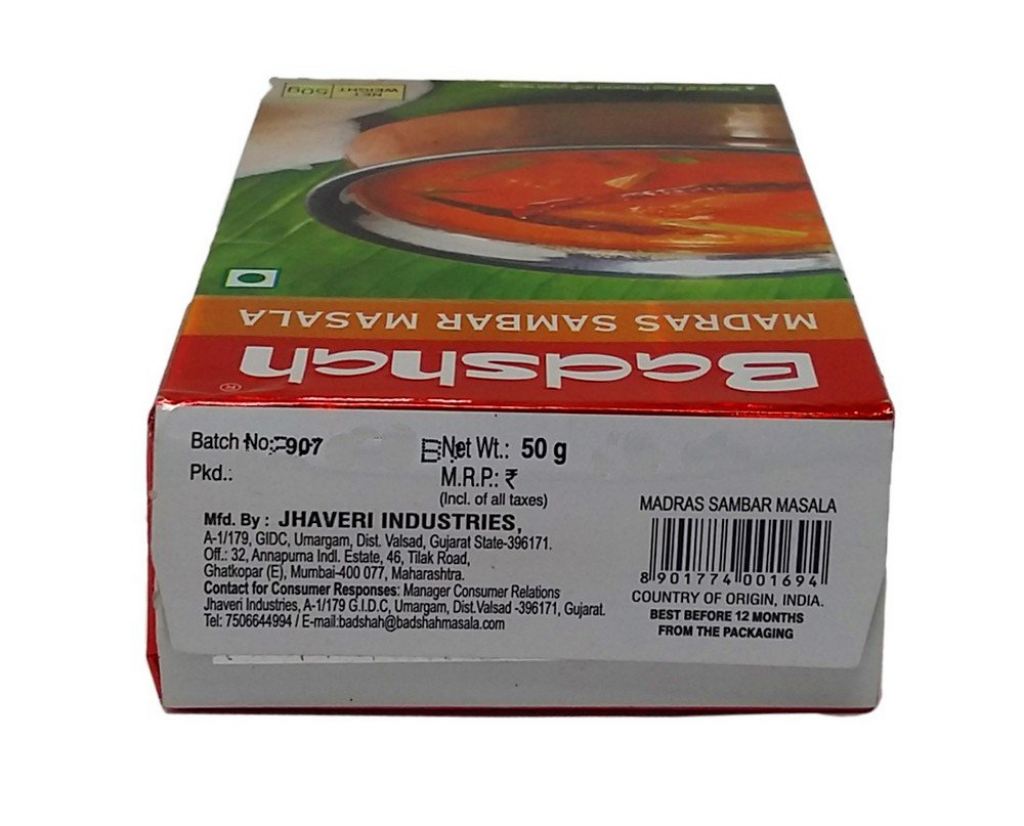 NET
WEIGHT
50g
MADRAS SAMBAR MASALA
Badshah®
Batch No:-907
Net Wt.: 50 g
Pkd.:
M.R.P.: ₹
(Incl. of all taxes)
Mfd. By : JHAVERI INDUSTRIES,
A-1/179, GIDC, Umargam, Dist. Valsad, Gujarat State-396171.
Off.: 32, Annapurna Indl. Estate, 46, Tilak Road,
Ghatkopar (E), Mumbai-400 077, Maharashtra.
Contact for Consumer Responses: Manager Consumer Relations
Jhaveri Industries, A-1/179 G.I.D.C, Umargam, Dist.Valsad -396171, Gujarat.
Tel: 7506644994 / E-mail:badshah@badshahmasala.com
MADRAS SAMBAR MASALA
8 901774 001694
COUNTRY OF ORIGIN, INDIA.
BEST BEFORE 12 MONTHS
FROM THE PACKAGING